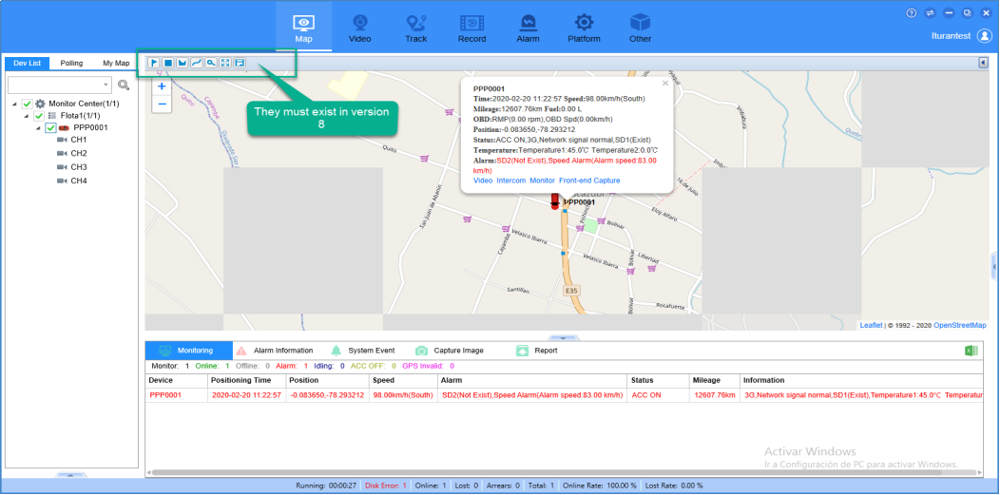 Map
Video
Track
Record
Alarm
Platform
Other
Iturantest
Dev List
Polling
My Map
They must exist in version
8
Monitor Center(1/1)
Flota1(1/1)
PPP0001
CH1
CH2
CH3
CH4
+
−
PPP0001
Time:2020-02-20 11:22:57 Speed:98.00km/h(South)
Mileage:12607.76km Fuel:0.00 L
OBD:RMP(0.00 rpm),OBD Spd(0.00km/h)
Position:-0.083650,-78.293212
Status:ACC ON,3G,Network signal normal,SD1(Exist)
Temperature:Temperature1:45.0℃ Temperature2:0.0℃
Alarm:SD2(Not Exist),Speed Alarm(Alarm speed:83.00
km/h)
Video Intercom Monitor Front-end Capture
PPP0001
Quito
Cayambe
Quito
Imbabura
16 de Julio
Eloy Alfaro
San Juan de Abanin
Bolívar
Velasco Ibarra
Cayambe
Velasco Ibarra
Bolívar
Libertad
Santillán
E35
Bolívar
Rocafuerte
Leaflet | © 1992 - 2020 OpenStreetMap
Monitoring
Alarm Information
System Event
Capture Image
Report
Monitor: 1 Online: 1 Offline: 0 Alarm: 1 Idling: 0 ACC OFF: 0 GPS Invalid: 0
Device Positioning Time Position Speed Alarm Status Mileage Information
PPP0001 2020-02-20 11:22:57 -0.083650,-78.293212 98.00km/h(South) SD2(Not Exist),Speed Alarm(Alarm speed:83.00 km/h) ACC ON 12607.76km 3G,Network signal normal,SD1(Exist),Temperature1:45.0℃ Temperatur
Activar Windows
Ir a Configuración de PC para activar Windows.
Running: 00:00:27 Disk Error: 1 Online: 1 Lost: 0 Arrears: 0 Total: 1 Online Rate: 100.00 % Lost Rate: 0.00 %